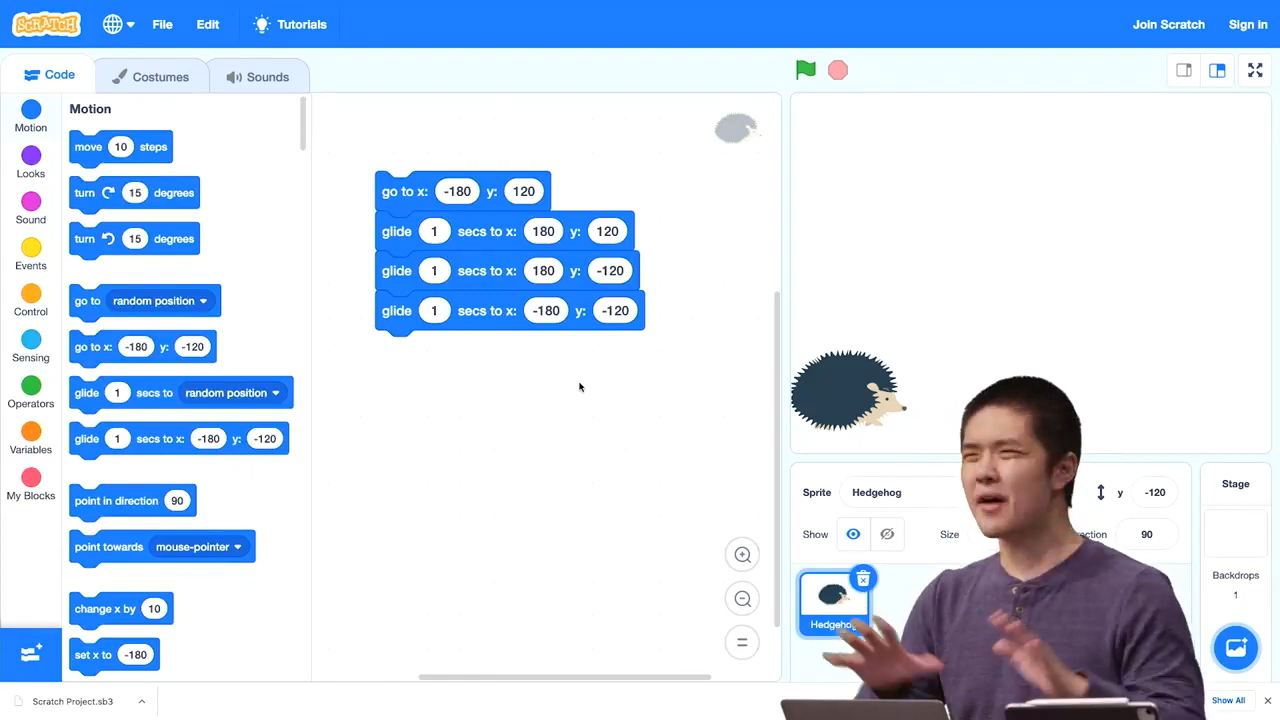 SCRATCH File Edit Tutorials Join Scratch Sign in
Code Costumes Sounds
Motion
Looks
Sound
Events
Control
Sensing
Operators
Variables
My Blocks
Motion
move 10 steps
turn 15 degrees
turn 15 degrees
go to random position
go to x: -180 y: -120
glide 1 secs to random position
glide 1 secs to x: -180 y: -120
point in direction 90
point towards mouse-pointer
change x by 10
set x to -180
go to x: -180 y: 120
glide 1 secs to x: 180 y: 120
glide 1 secs to x: 180 y: -120
glide 1 secs to x: -180 y: -120
Sprite Hedgehog y -120
Show Size 90
Hedgehog
Stage
Backdrops
1
Scratch Project.sb3 Show All